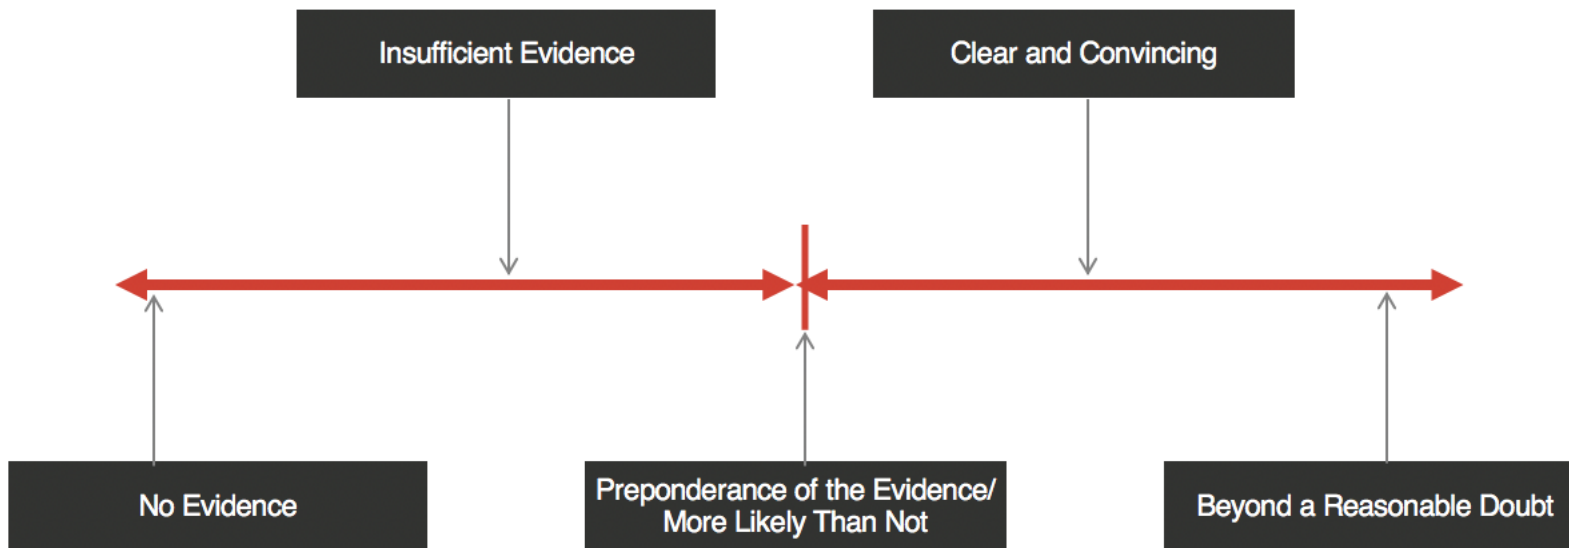 Insufficient Evidence
Clear and Convincing
No Evidence
Preponderance of the Evidence/
More Likely Than Not
Beyond a Reasonable Doubt